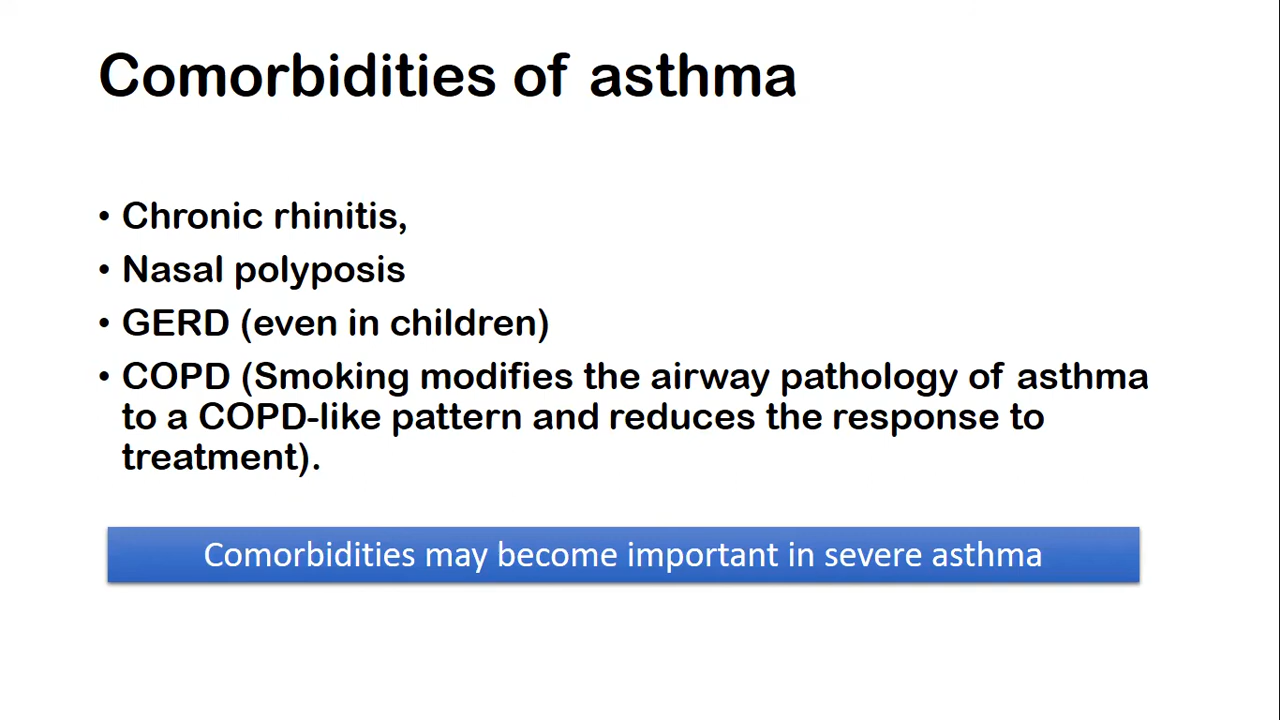 Comorbidities of asthma
• Chronic rhinitis,
• Nasal polyposis
• GERD (even in children)
• COPD (Smoking modifies the airway pathology of asthma
to a COPD-like pattern and reduces the response to
treatment).
Comorbidities may become important in severe asthma